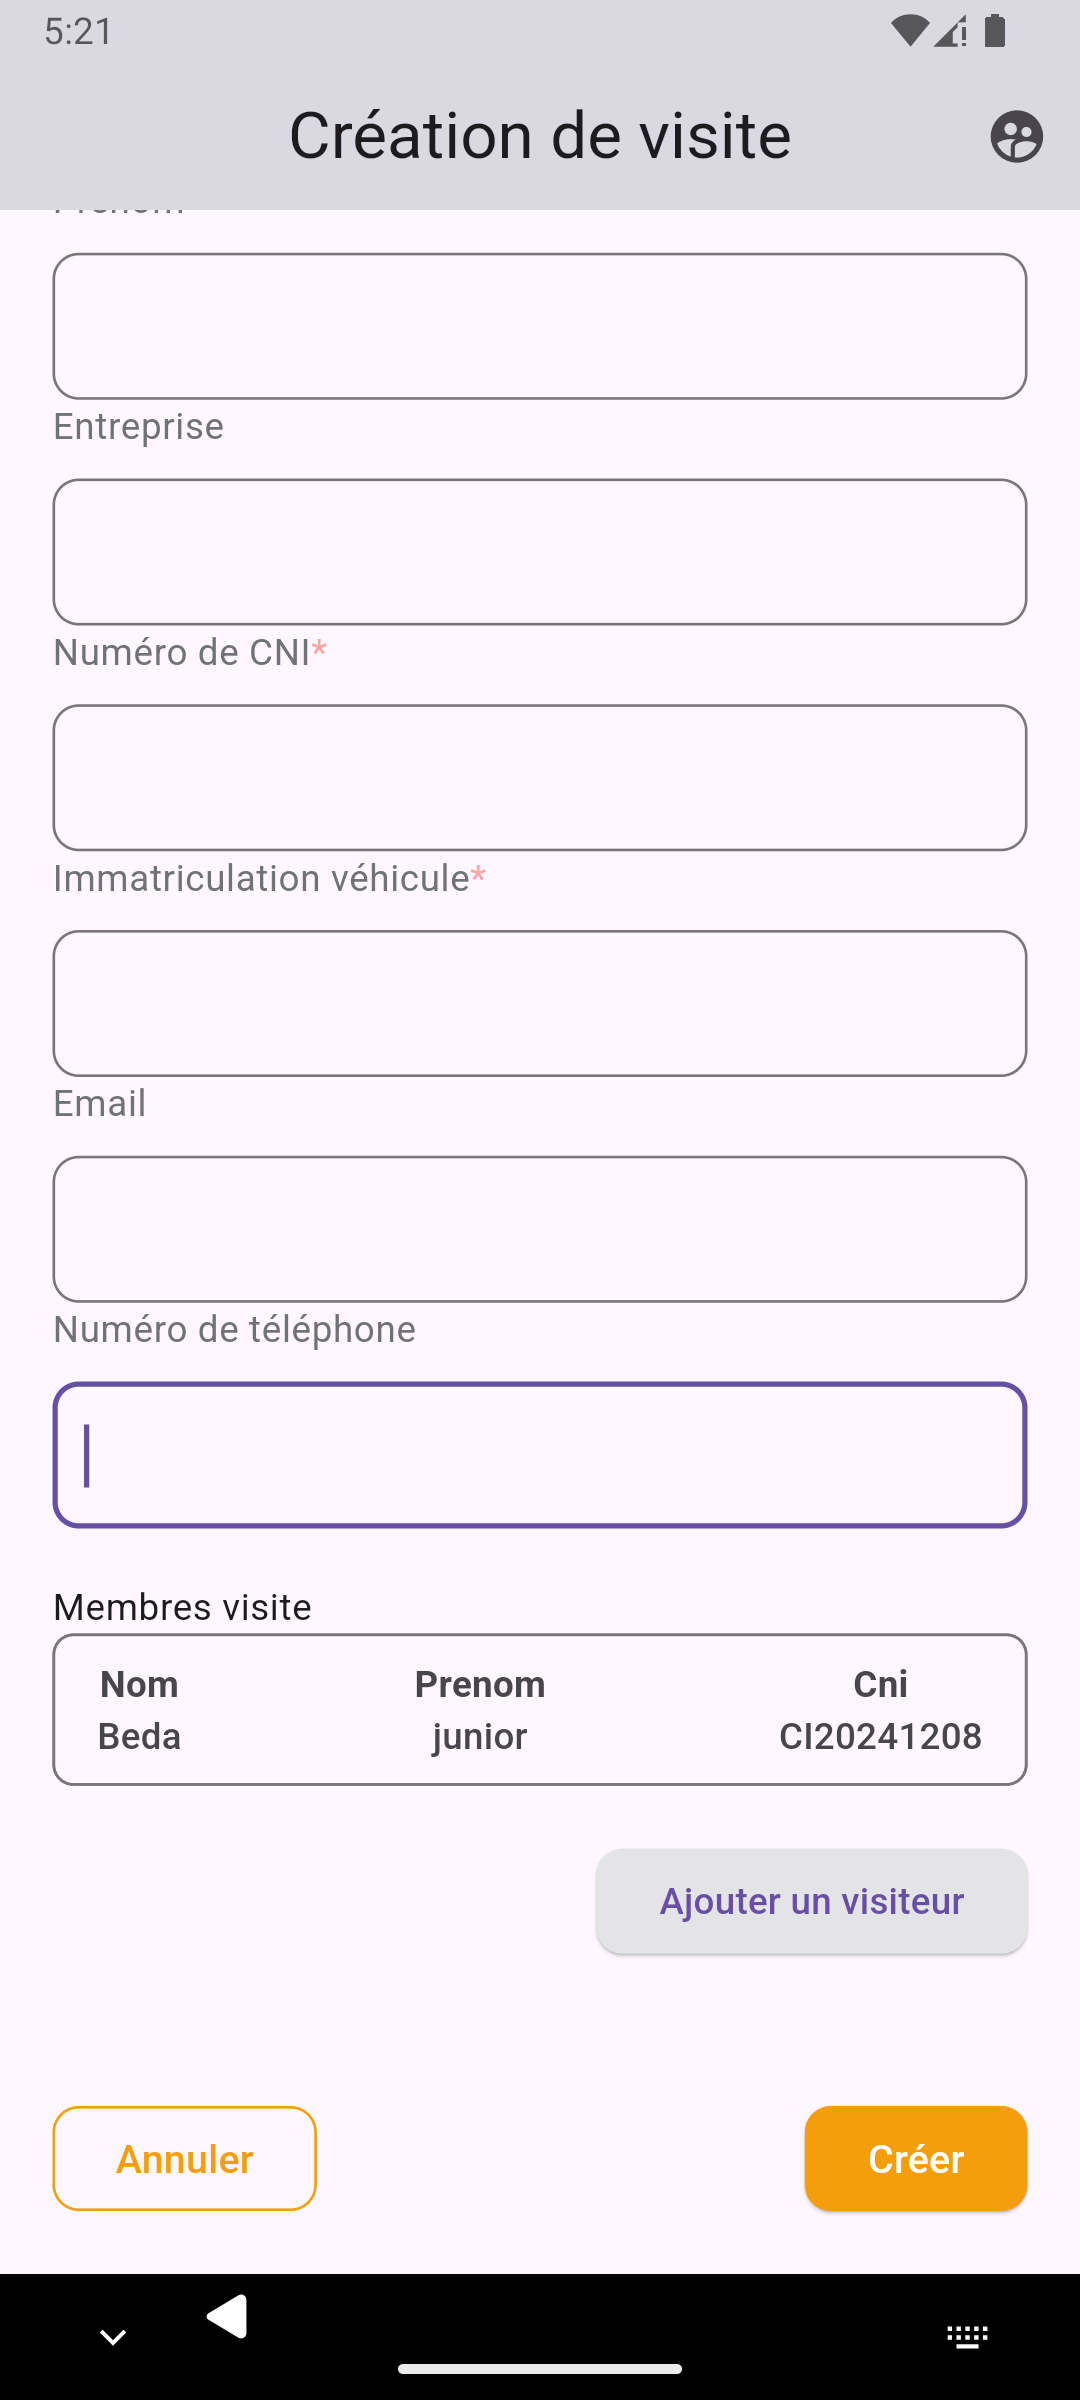 5:21
Création de visite
Prenom
Entreprise
Numéro de CNI*
Immatriculation véhicule*
Email
Numéro de téléphone
Membres visite
Nom Prenom Cni
Beda junior CI20241208
Ajouter un visiteur
Annuler Créer